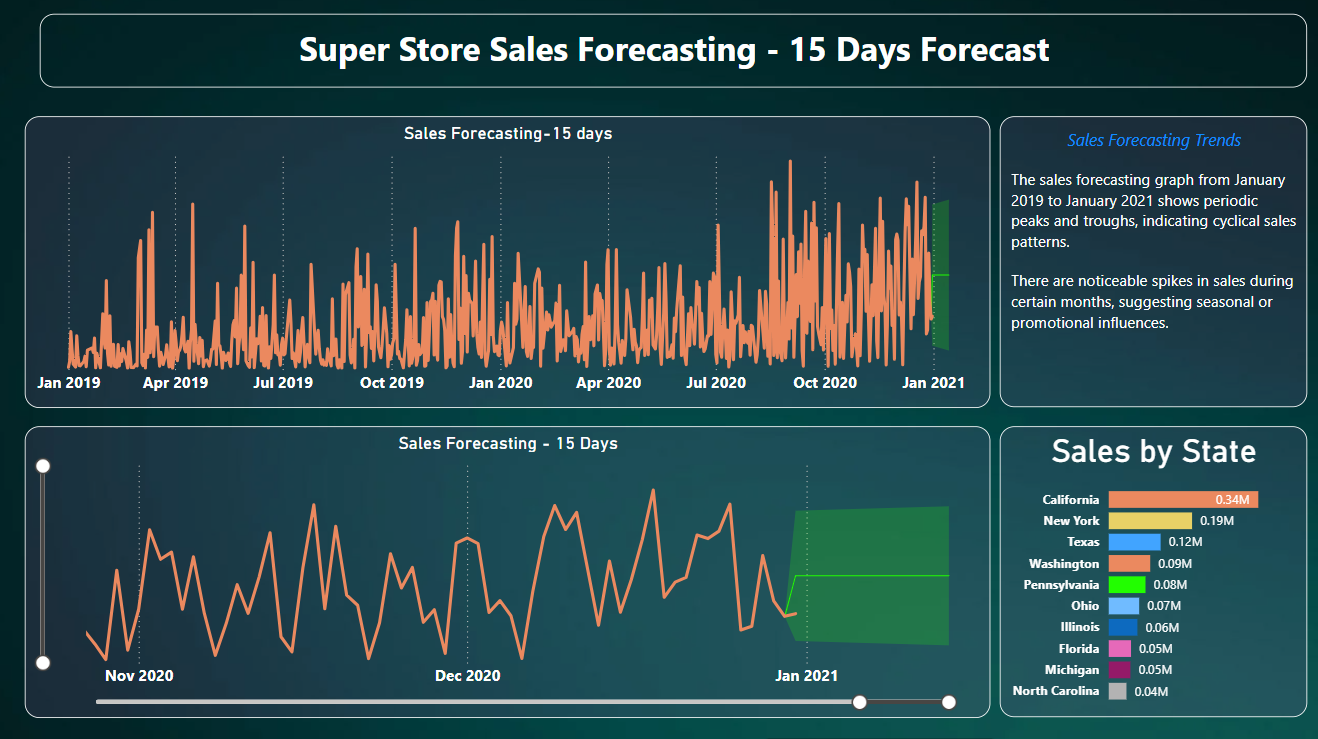 Super Store Sales Forecasting - 15 Days Forecast
Sales Forecasting-15 days
Jan 2019 Apr 2019 Jul 2019 Oct 2019 Jan 2020 Apr 2020 Jul 2020 Oct 2020 Jan 2021
Sales Forecasting Trends
The sales forecasting graph from January
2019 to January 2021 shows periodic
peaks and troughs, indicating cyclical sales
patterns.
There are noticeable spikes in sales during
certain months, suggesting seasonal or
promotional influences.
Sales Forecasting - 15 Days
Nov 2020 Dec 2020 Jan 2021
Sales by State
California 0.34M
New York 0.19M
Texas 0.12M
Washington 0.09M
Pennsylvania 0.08M
Ohio 0.07M
Illinois 0.06M
Florida 0.05M
Michigan 0.05M
North Carolina 0.04M